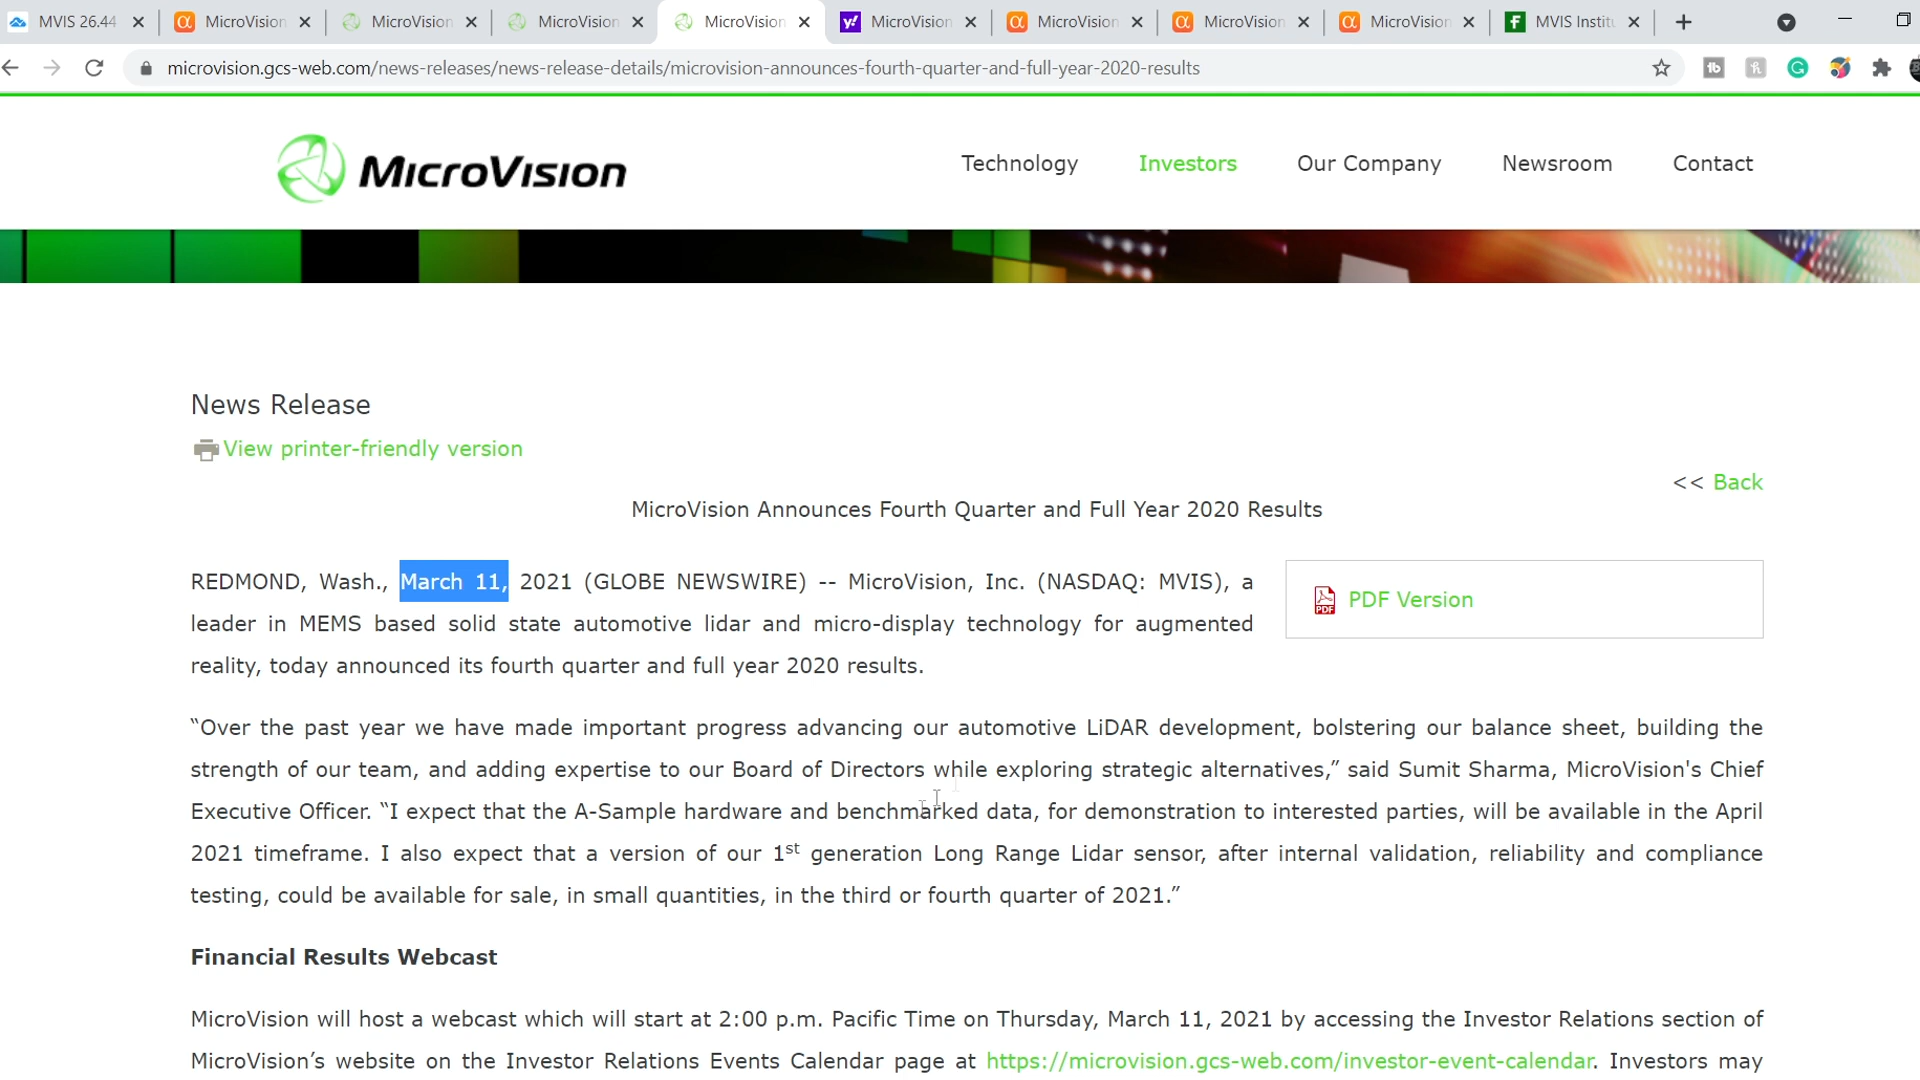 MVIS 26.44
MicroVision
MicroVision
MicroVision
MicroVision
MicroVision
MicroVision
MicroVision
MicroVision
MVIS Institu
microvision.gcs-web.com/news-releases/news-release-details/microvision-announces-fourth-quarter-and-full-year-2020-results
MicroVision
Technology
Investors
Our Company
Newsroom
Contact
News Release
View printer-friendly version
<< Back
MicroVision Announces Fourth Quarter and Full Year 2020 Results
REDMOND, Wash., March 11, 2021 (GLOBE NEWSWIRE) -- MicroVision, Inc. (NASDAQ: MVIS), a
leader in MEMS based solid state automotive lidar and micro-display technology for augmented
reality, today announced its fourth quarter and full year 2020 results.
PDF Version
“Over the past year we have made important progress advancing our automotive LiDAR development, bolstering our balance sheet, building the
strength of our team, and adding expertise to our Board of Directors while exploring strategic alternatives,” said Sumit Sharma, MicroVision's Chief
Executive Officer. “I expect that the A-Sample hardware and benchmarked data, for demonstration to interested parties, will be available in the April
2021 timeframe. I also expect that a version of our 1st generation Long Range Lidar sensor, after internal validation, reliability and compliance
testing, could be available for sale, in small quantities, in the third or fourth quarter of 2021.”
Financial Results Webcast
MicroVision will host a webcast which will start at 2:00 p.m. Pacific Time on Thursday, March 11, 2021 by accessing the Investor Relations section of
MicroVision’s website on the Investor Relations Events Calendar page at https://microvision.gcs-web.com/investor-event-calendar. Investors may